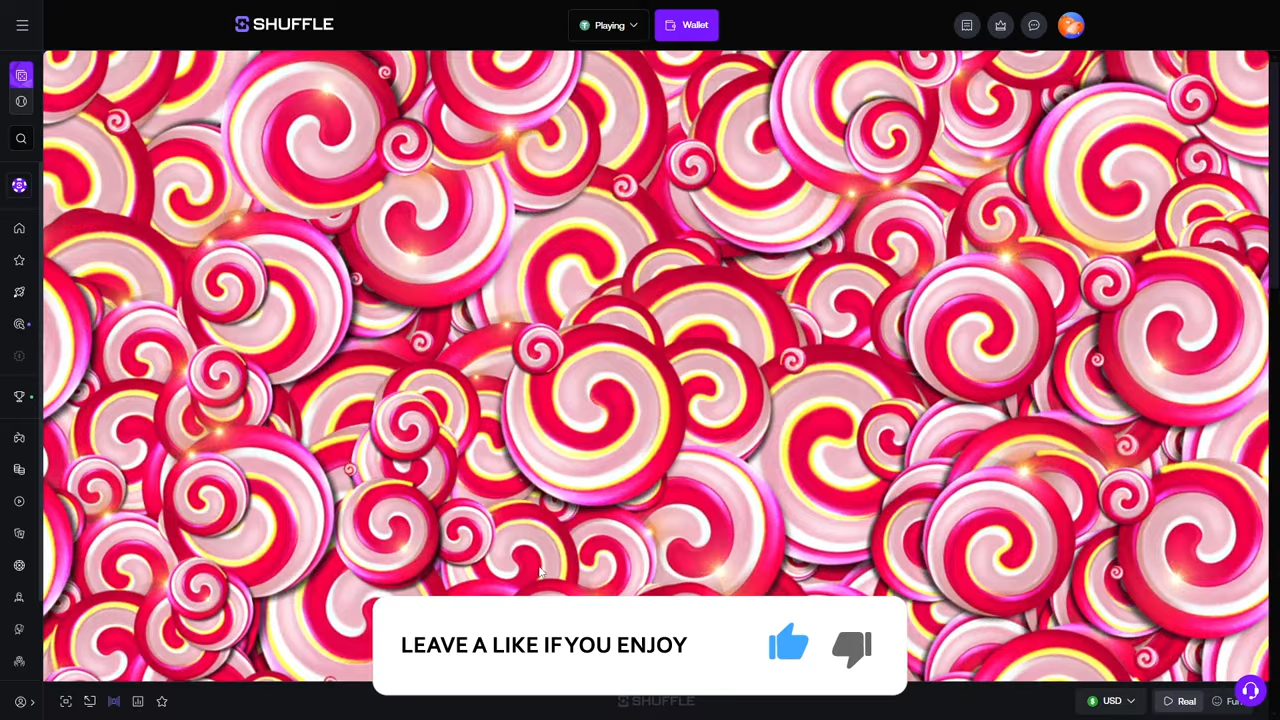 SHUFFLE
Playing
Wallet
LEAVE A LIKE IF YOU ENJOY
SHUFFLE
USD
Real